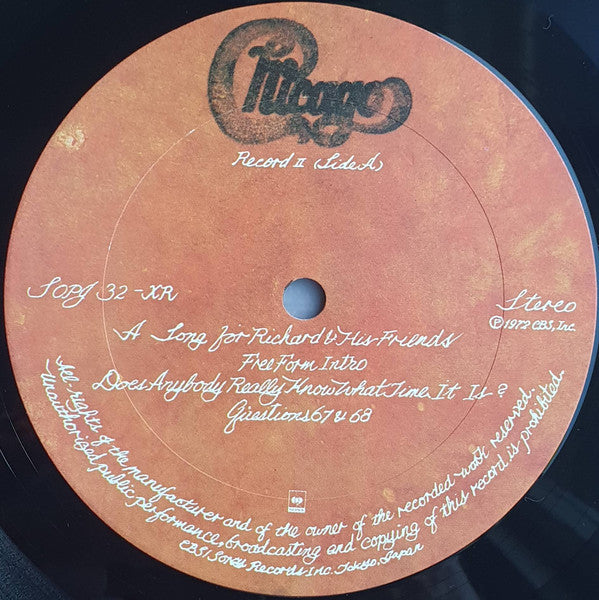 Chicago
Record II (Side A)
SOPJ 32-XR
Stereo
Ⓟ 1972 CBS, Inc.
A Song for Richard & His Friends
Free Form Intro
Does Anybody Really Know What Time It Is?
Questions 67 & 68
All rights of the manufacturer and of the owner of the recorded work reserved.
Unauthorized public performance, broadcasting and copying of this record is prohibited.
CBS/Sony Records Inc. Tokyo, Japan